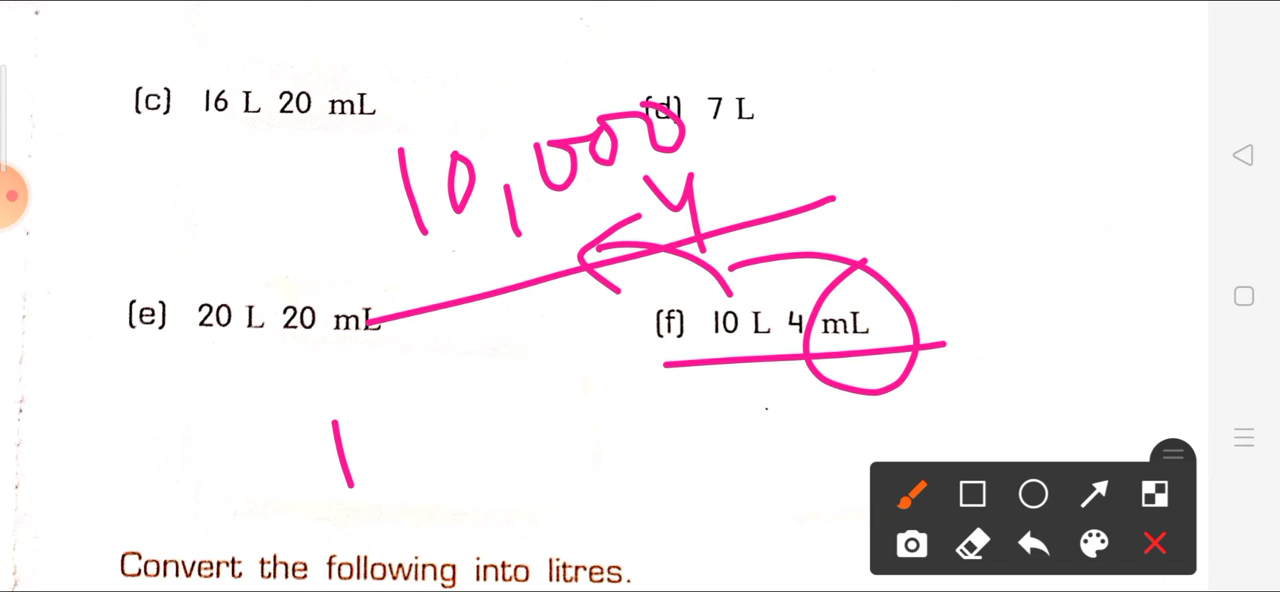 (c) 16 L 20 mL
(d) 7 L
10,000
4
(e) 20 L 20 mL
(f) 10 L 4 mL
1
Convert the following into litres.